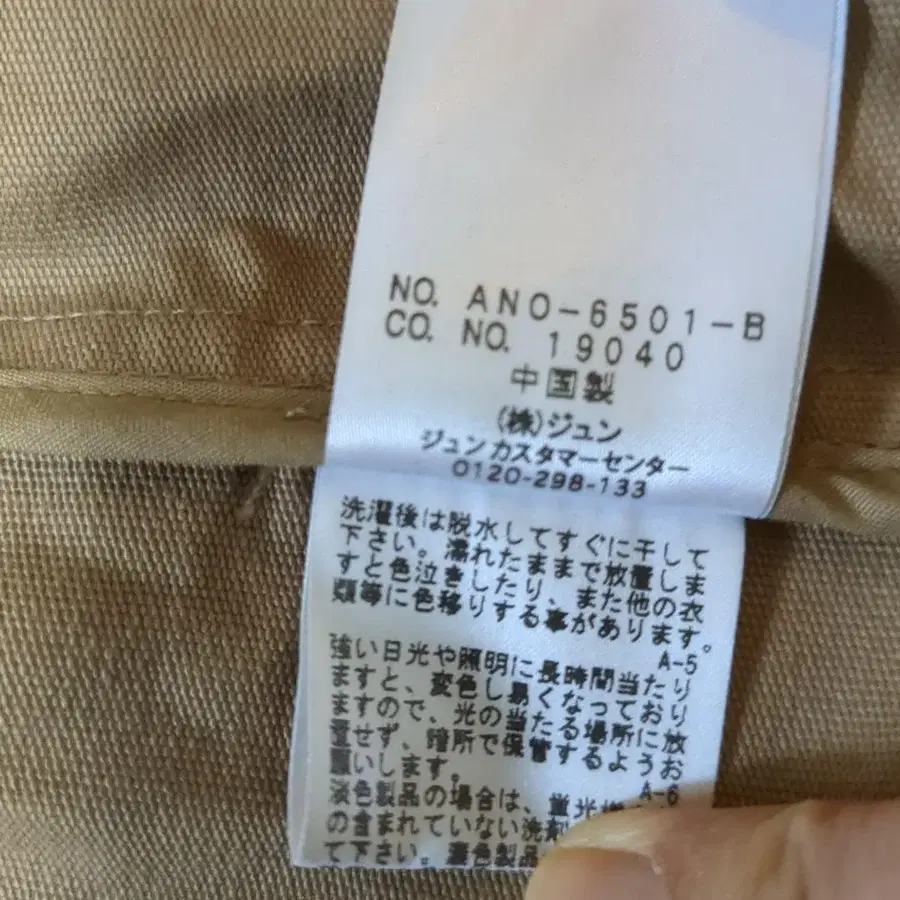 NO. ANO-6501-B
CO. NO. 19040
中国製
(株)ジュン
ジュン カスタマーセンター
0120-298-133
洗濯後は脱水してすぐに干して
下さい。濡れたままで放置しま
すと色泣きしたり、また他の衣
類等に色移りする事があります。
A-5
強い日光や照明に長時間当たり
ますと、変色し易くなっており
ますので、光の当たる場所に放
置せず、暗所で保管するようお
願いします。
A-6
淡色製品の場合は、蛍光増
の含まれていない洗剤
て下さい。濃色製品